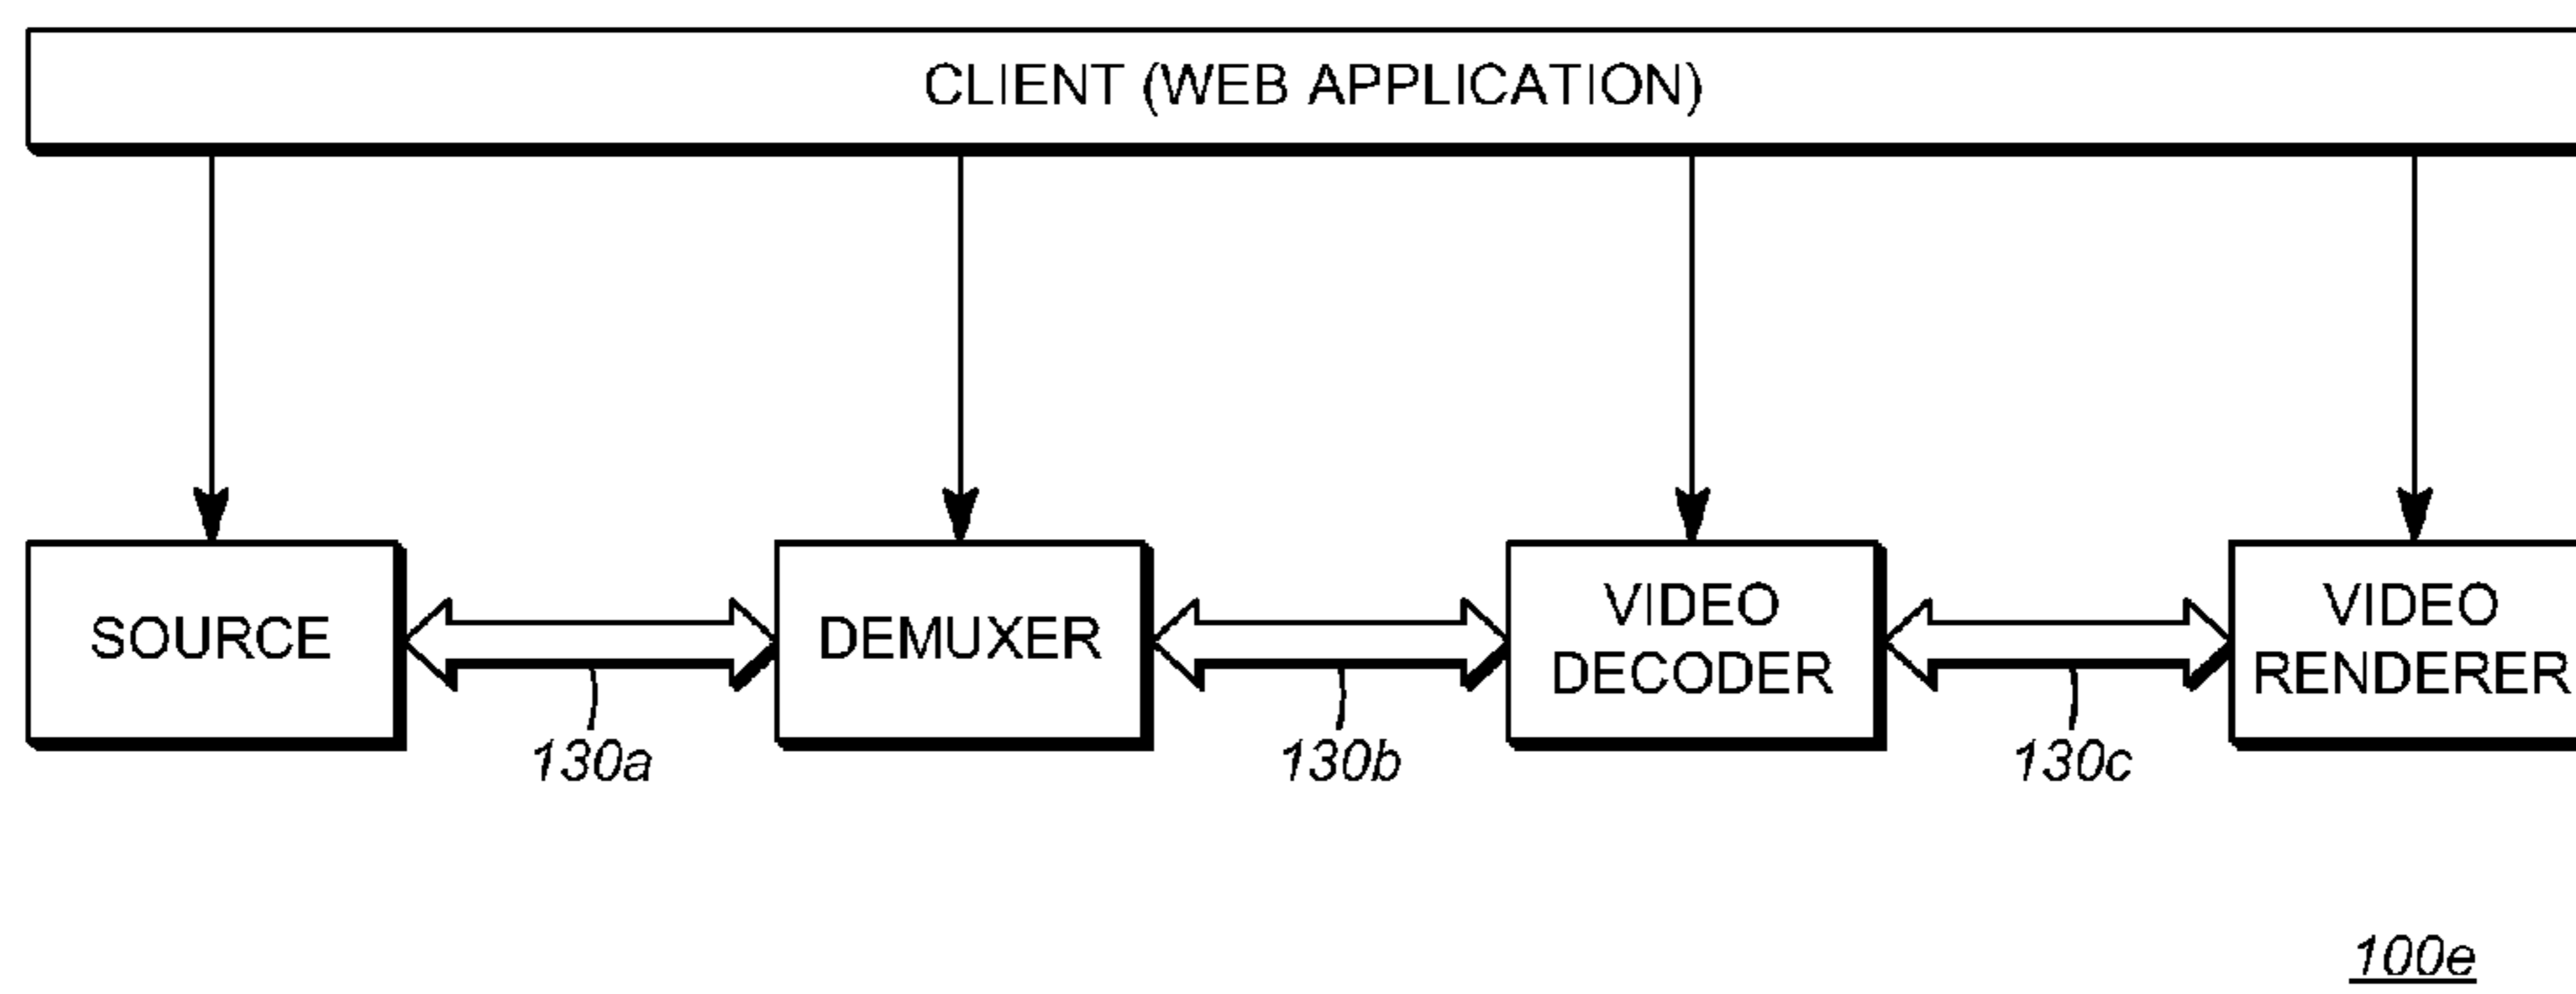 CLIENT (WEB APPLICATION)
SOURCE
DEMUXER
VIDEO
DECODER
VIDEO
RENDERER
130a
130b
130c
100e